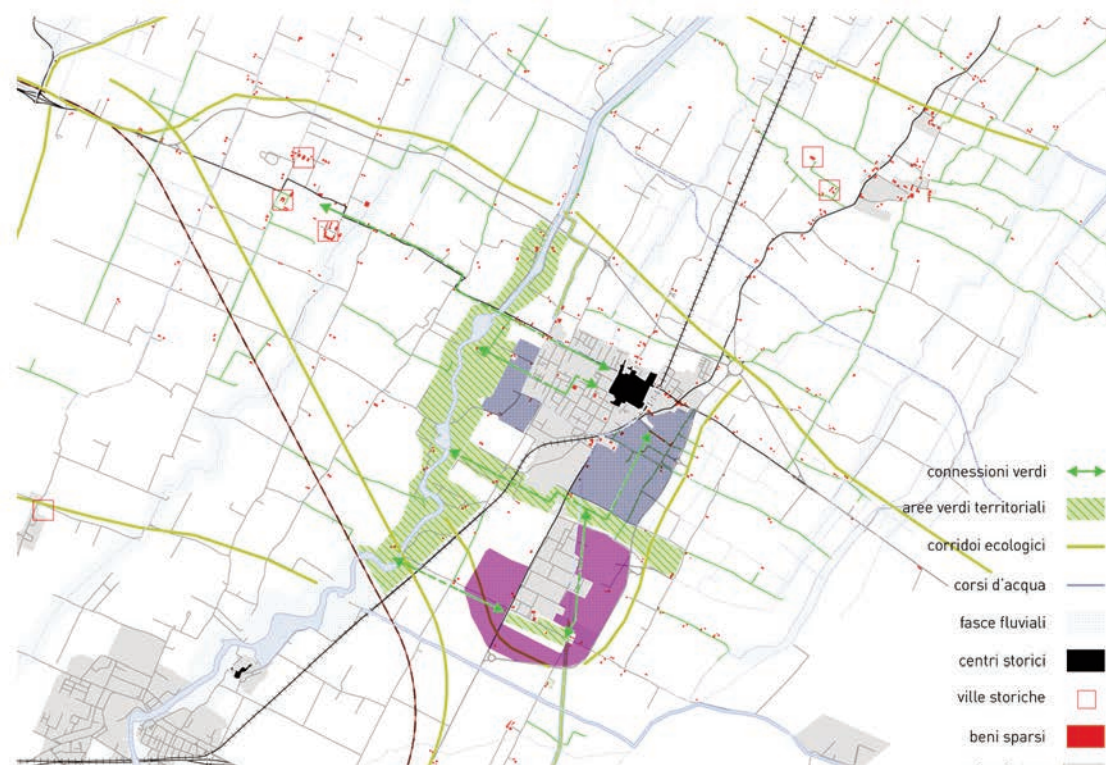 connessioni verdi
aree verdi territoriali
corridoi ecologici
corsi d'acqua
fasce fluviali
centri storici
ville storiche
beni sparsi